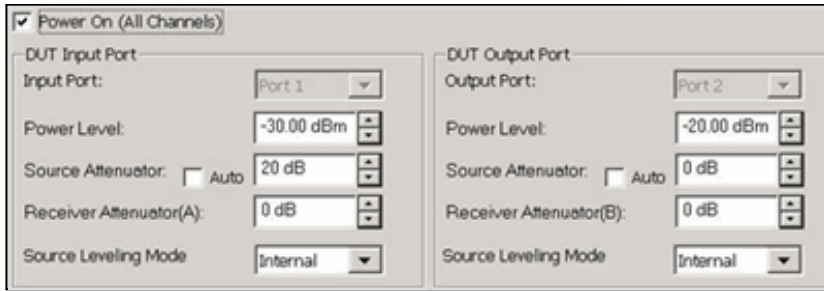 Power On (All Channels)
DUT Input Port
Input Port: Port 1
Power Level: -30.00 dBm
Source Attenuator: Auto 20 dB
Receiver Attenuator(A): 0 dB
Source Leveling Mode Internal
DUT Output Port
Output Port: Port 2
Power Level: -20.00 dBm
Source Attenuator: Auto 0 dB
Receiver Attenuator(B): 0 dB
Source Leveling Mode Internal